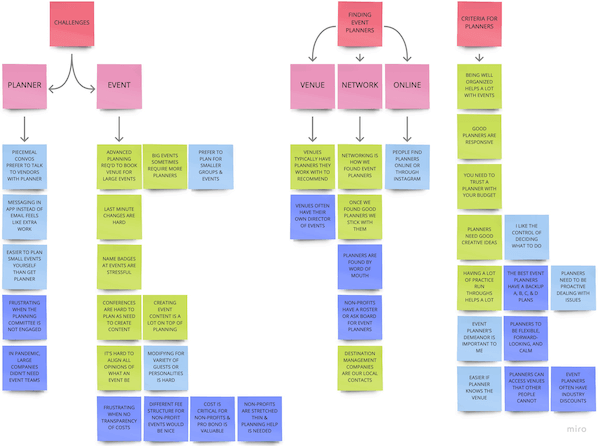 CHALLENGES
FINDING
EVENT
PLANNERS
CRITERIA FOR
PLANNERS
PLANNER
EVENT
VENUE
NETWORK
ONLINE
PIECEMEAL
CONVOS
PREFER TO TALK
TO VENDORS
WITH PLANNER
MESSAGING IN
APP INSTEAD OF
EMAIL FEELS
LIKE EXTRA
WORK
EASIER TO PLAN
SMALL EVENTS
YOURSELF
THAN GET
PLANNER
FRUSTRATING
WHEN THE
PLANNING
COMMITTEE IS
NOT ENGAGED
IN PANDEMIC,
LARGE
COMPANIES
DIDN'T NEED
EVENT TEAMS
ADVANCED
PLANNING
REQ'D TO BOOK
VENUE FOR
LARGE EVENTS
BIG EVENTS
SOMETIMES
REQUIRE MORE
PLANNERS
PREFER TO
PLAN FOR
SMALLER
GROUPS &
EVENTS
LAST MINUTE
CHANGES ARE
HARD
NAME BADGES
AT EVENTS ARE
STRESSFUL
CONFERENCES
ARE HARD TO
PLAN AS NEED
TO CREATE
CONTENT
CREATING
EVENT
CONTENT IS A
LOT ON TOP OF
PLANNING
IT'S HARD TO
ALIGN ALL
OPINIONS OF
WHAT AN
EVENT BE
MODIFYING FOR
VARIETY OF
GUESTS OR
PERSONALITIES
IS HARD
FRUSTRATING
WHEN NO
TRANSPARENCY
OF COSTS
DIFFERENT FEE
STRUCTURE FOR
NON-PROFIT
EVENTS WOULD
BE NICE
COST IS
CRITICAL FOR
NON-PROFITS &
PRO BONO IS
VALUABLE
NON-PROFITS
ARE STRETCHED
THIN &
PLANNING HELP
IS NEEDED
VENUES
TYPICALLY HAVE
PLANNERS THEY
WORK WITH TO
RECOMMEND
VENUES OFTEN
HAVE THEIR
OWN DIRECTOR
OF EVENTS
NETWORKING IS
HOW WE
FOUND EVENT
PLANNERS
ONCE WE
FOUND GOOD
PLANNERS WE
STICK WITH
THEM
PLANNERS ARE
FOUND BY
WORD OF
MOUTH
NON-PROFITS
HAVE A ROSTER
OR ASK BOARD
FOR EVENT
PLANNERS
DESTINATION
MANAGEMENT
COMPANIES
ARE OUR LOCAL
CONTACTS
PEOPLE FIND
PLANNERS
ONLINE OR
THROUGH
INSTAGRAM
BEING WELL
ORGANIZED
HELPS A LOT
WITH EVENTS
GOOD
PLANNERS ARE
RESPONSIVE
YOU NEED TO
TRUST A
PLANNER WITH
YOUR BUDGET
PLANNERS
NEED GOOD
CREATIVE IDEAS
I LIKE THE
CONTROL OF
DECIDING
WHAT TO DO
HAVING A LOT
OF PRACTICE
RUN
THROUGHS
HELPS A LOT
THE BEST EVENT
PLANNERS
HAVE A BACKUP
A, B, C, & D
PLANS
PLANNERS
NEED TO BE
PROACTIVE
DEALING WITH
ISSUES
EVENT
PLANNER'S
DEMEANOR IS
IMPORTANT TO
ME
PLANNERS TO
BE FLEXIBLE,
FORWARD-
LOOKING, AND
CALM
EASIER IF
PLANNER
KNOWS THE
VENUE
PLANNERS CAN
ACCESS VENUES
THAT OTHER
PEOPLE
CANNOT
EVENT
PLANNERS
OFTEN HAVE
INDUSTRY
DISCOUNTS
miro